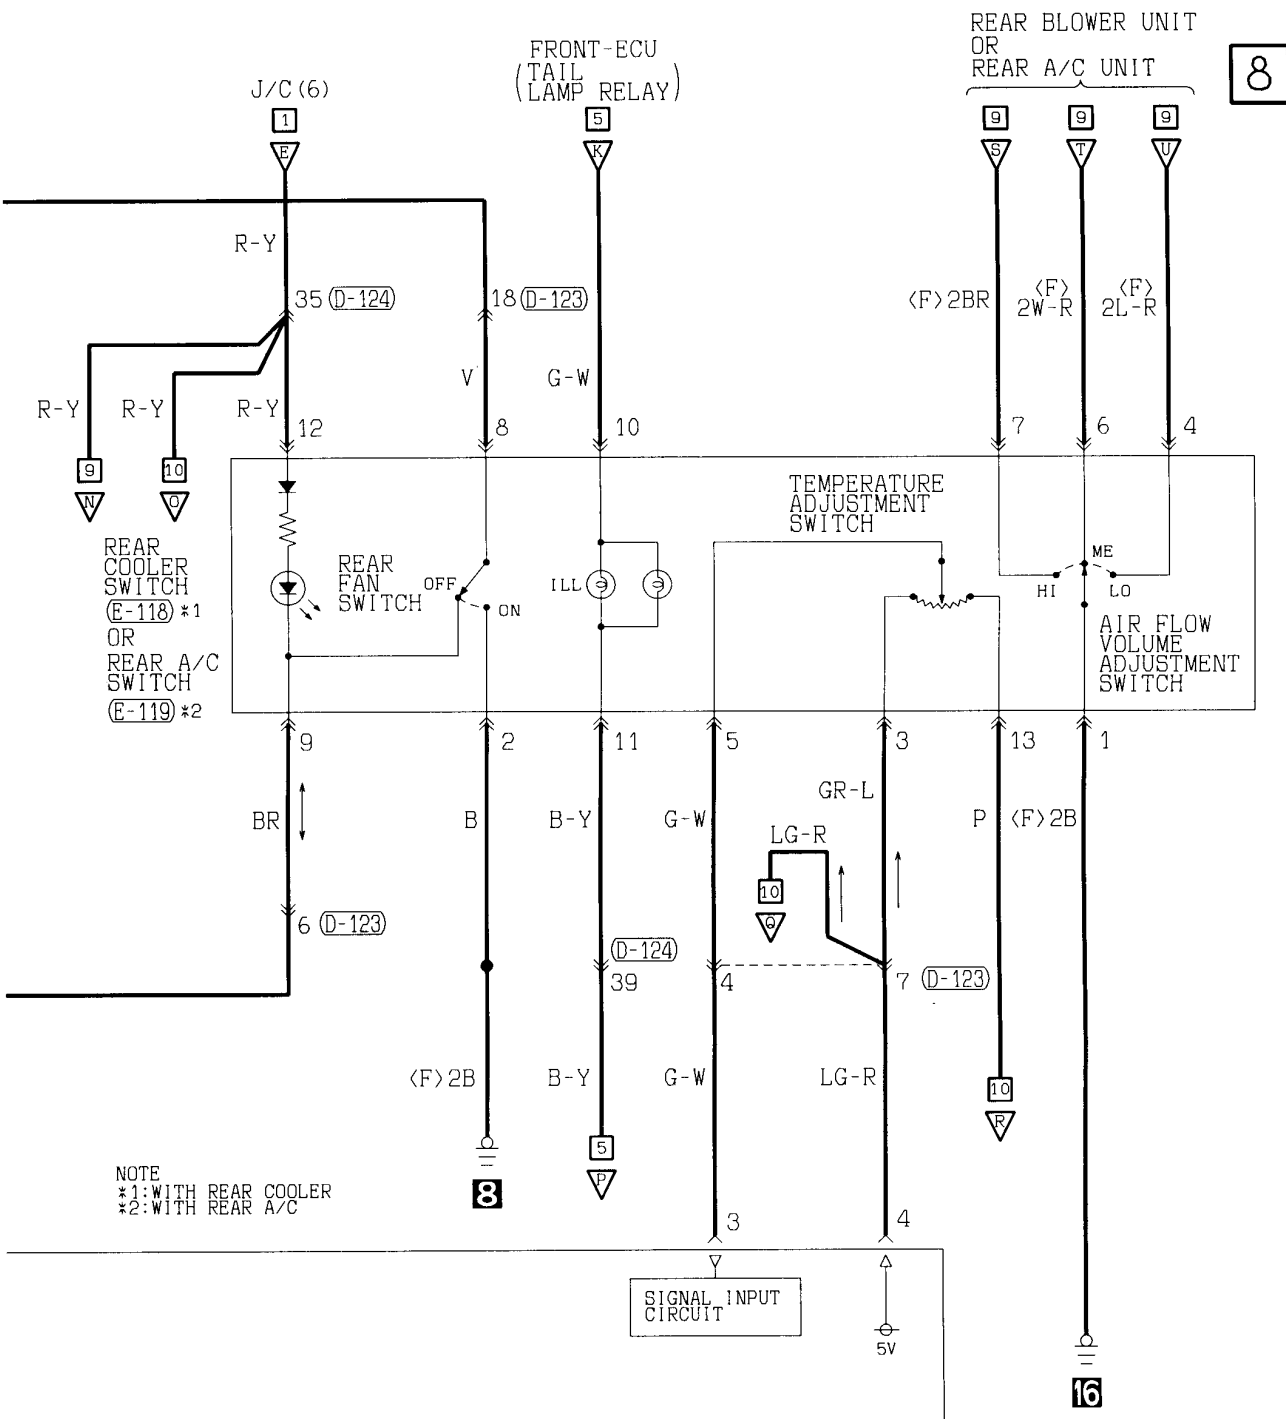 REAR BLOWER UNIT
OR
REAR A/C UNIT
8
FRONT-ECU
(TAIL
LAMP RELAY)
J/C(6)
1
5
9
9
9
E
K
S
T
U
R-Y
35 (D-124)
18 (D-123)
<F>2BR
<F>
2W-R
<F>
2L-R
V
G-W
R-Y
R-Y
R-Y
12
8
10
7
6
4
9
10
N
O
TEMPERATURE
ADJUSTMENT
SWITCH
REAR
COOLER
SWITCH
(E-118) *1
OR
REAR A/C
SWITCH
(E-119) *2
REAR
FAN
SWITCH
OFF
ON
ILL
ME
HI
LO
AIR FLOW
VOLUME
ADJUSTMENT
SWITCH
9
2
11
5
3
13
1
GR-L
BR
B
B-Y
G-W
LG-R
P
<F>2B
10
Q
6 (D-123)
(D-124)
39
4
7 (D-123)
<F>2B
B-Y
G-W
LG-R
10
R
5
P
8
NOTE
*1:WITH REAR COOLER
*2:WITH REAR A/C
3
4
SIGNAL INPUT
CIRCUIT
5V
16